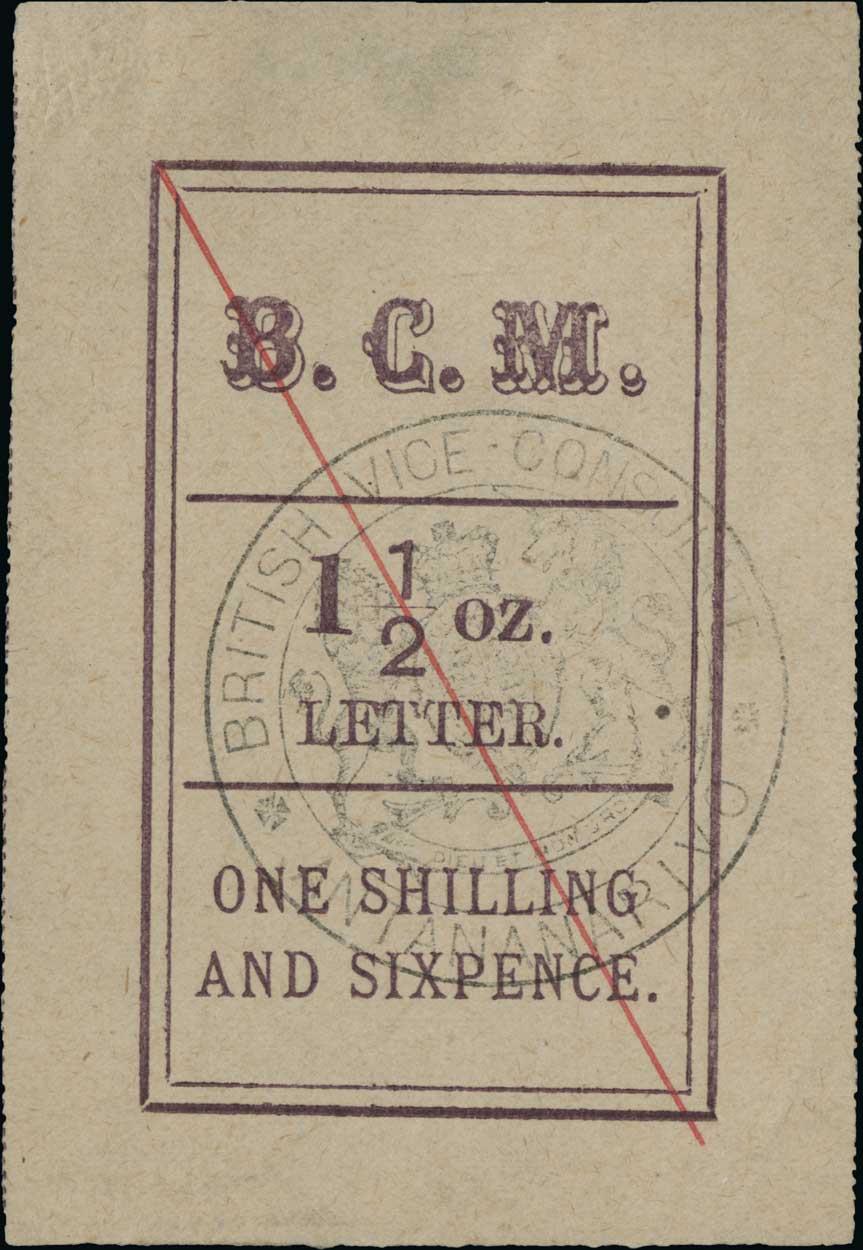 B. C. M.
1 1/2 oz.
LETTER.
ONE SHILLING
AND SIXPENCE.
BRITISH VICE-CONSULATE
ANTANANARIVO
DIEU ET MON DROIT